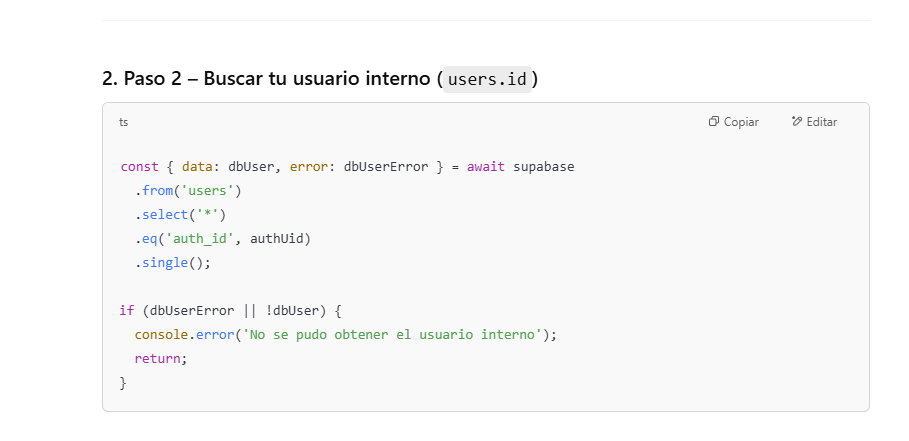 2. Paso 2 – Buscar tu usuario interno (users.id)
ts
Copiar
Editar
const { data: dbUser, error: dbUserError } = await supabase
  .from('users')
  .select('*')
  .eq('auth_id', authUid)
  .single();

if (dbUserError || !dbUser) {
  console.error('No se pudo obtener el usuario interno');
  return;
}